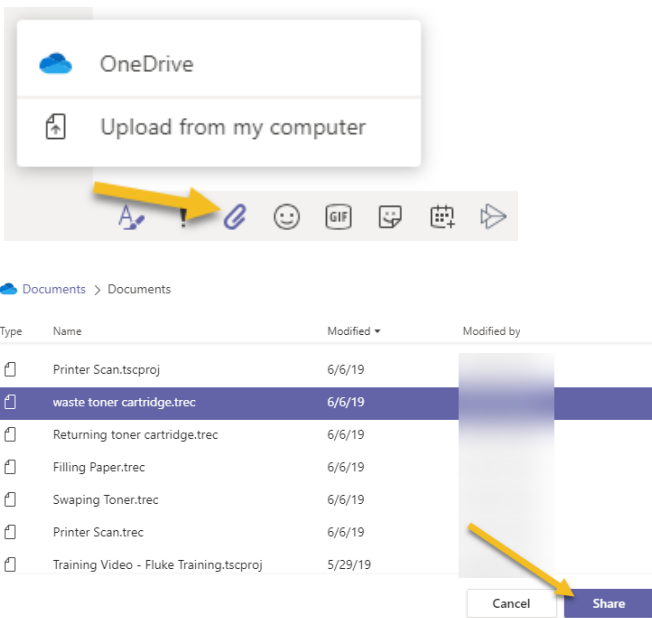 OneDrive
Upload from my computer
GIF
Documents > Documents
Type Name Modified Modified by
Printer Scan.tscproj 6/6/19
waste toner cartridge.trec 6/6/19
Returning toner cartridge.trec 6/6/19
Filling Paper.trec 6/6/19
Swaping Toner.trec 6/6/19
Printer Scan.trec 6/6/19
Training Video - Fluke Training.tscproj 5/29/19
Cancel Share